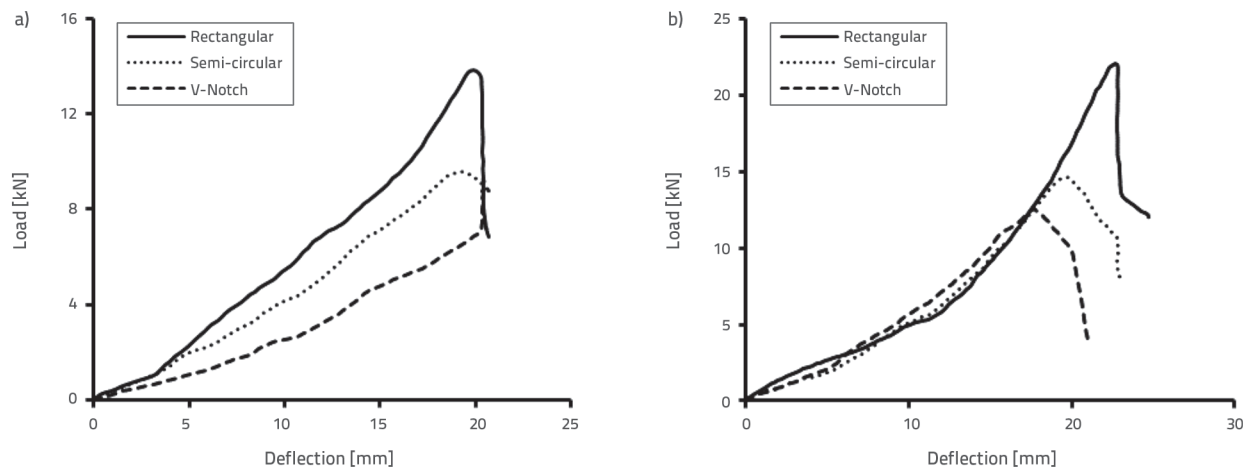 a)
Load [kN]
16
12
8
4
0
Rectangular
Semi-circular
V-Notch
0 5 10 15 20 25
Deflection [mm]
b)
Load [kN]
25
20
15
10
5
0
Rectangular
Semi-circular
V-Notch
0 10 20 30
Deflection [mm]